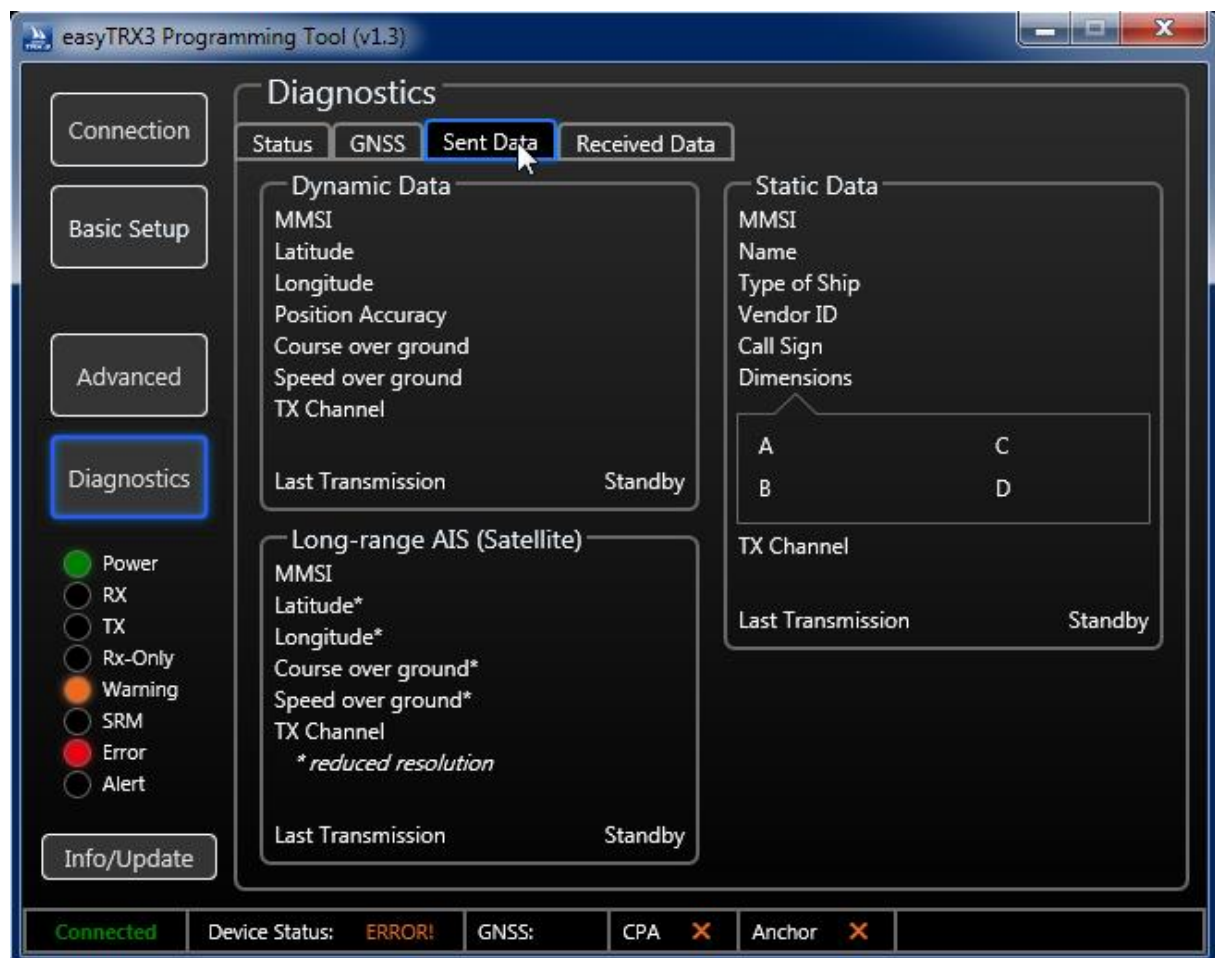 easyTRX3 Programming Tool (v1.3)
Connection
Basic Setup
Advanced
Diagnostics
Power
RX
TX
Rx-Only
Warning
SRM
Error
Alert
Info/Update
Diagnostics
Status GNSS Sent Data Received Data
Dynamic Data
MMSI
Latitude
Longitude
Position Accuracy
Course over ground
Speed over ground
TX Channel
Last Transmission Standby
Long-range AIS (Satellite)
MMSI
Latitude*
Longitude*
Course over ground*
Speed over ground*
TX Channel
* reduced resolution
Last Transmission Standby
Static Data
MMSI
Name
Type of Ship
Vendor ID
Call Sign
Dimensions
A C
B D
TX Channel
Last Transmission Standby
Connected Device Status: ERROR! GNSS: CPA Anchor